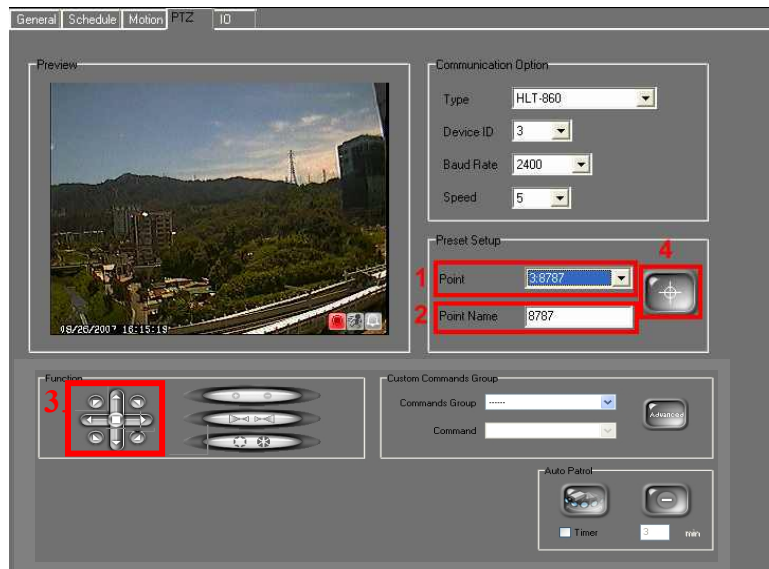 General Schedule Motion PTZ IO
Preview
08/26/2007 16:15:19
Communication Option
Type HLT-860
Device ID 3
Baud Rate 2400
Speed 5
Preset Setup
4
1 Point 3:8787
2 Point Name 8787
Function
3
Custom Commands Group
Commands Group ------
Advanced
Command
Auto Patrol
Timer 3 min